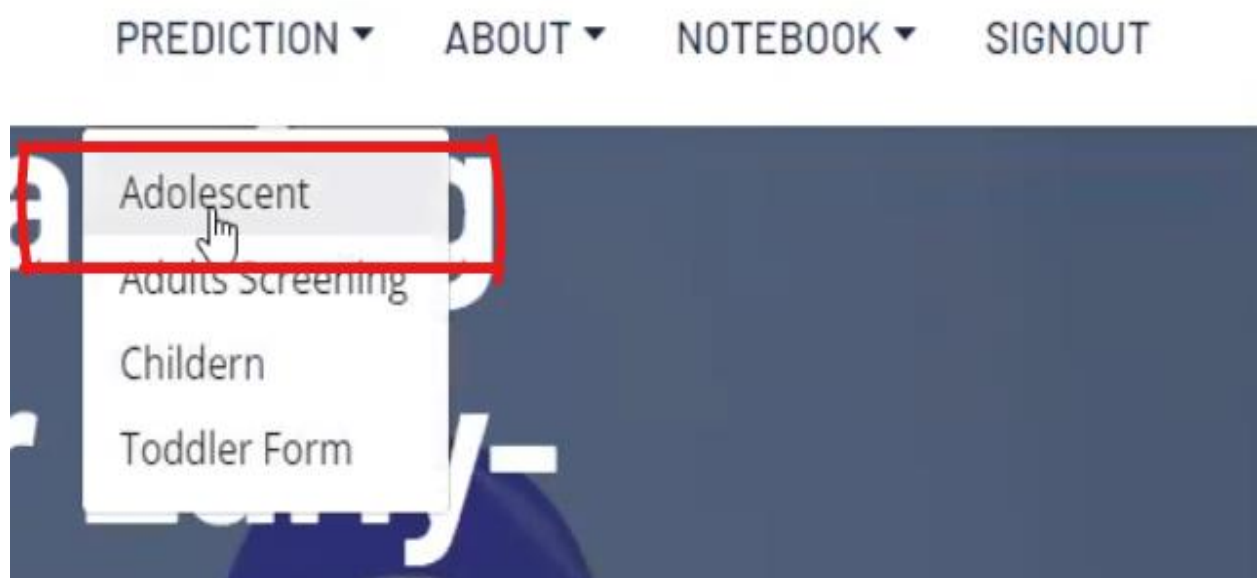 PREDICTION ABOUT NOTEBOOK SIGNOUT
Adolescent
Adults Screening
Childern
Toddler Form